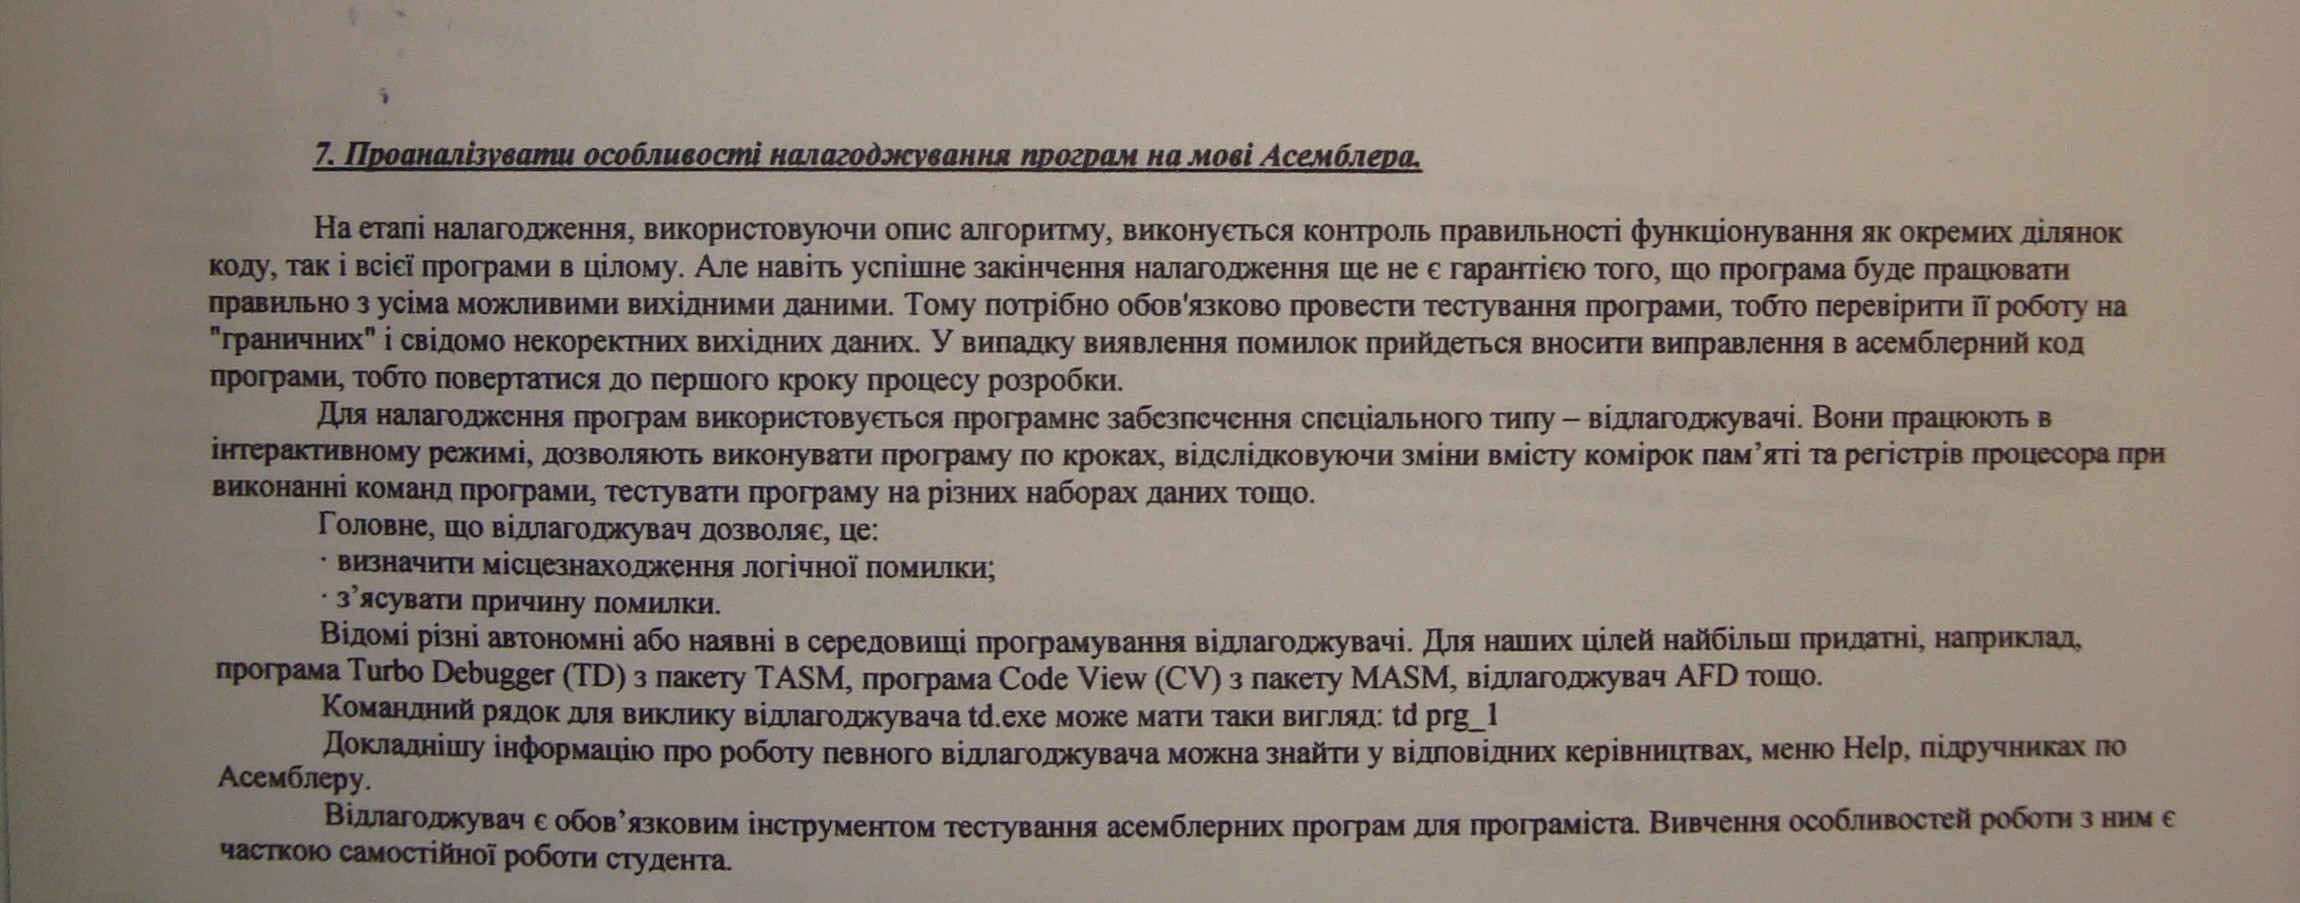 7. Проаналізувати особливості налагоджування програм на мові Асемблера.
На етапі налагодження, використовуючи опис алгоритму, виконується контроль правильності функціонування як окремих ділянок
коду, так і всієї програми в цілому. Але навіть успішне закінчення налагодження ще не є гарантією того, що програма буде працювати
правильно з усіма можливими вихідними даними. Тому потрібно обов'язково провести тестування програми, тобто перевірити її роботу на
"граничних" і свідомо некоректних вихідних даних. У випадку виявлення помилок прийдеться вносити виправлення в асемблерний код
програми, тобто повертатися до першого кроку процесу розробки.
Для налагодження програм використовується програмне забезпечення спеціального типу – відлагоджувачі. Вони працюють в
інтерактивному режимі, дозволяють виконувати програму по кроках, відслідковуючи зміни вмісту комірок пам’яті та регістрів процесора при
виконанні команд програми, тестувати програму на різних наборах даних тощо.
Головне, що відлагоджувач дозволяє, це:
· визначити місцезнаходження логічної помилки;
· з’ясувати причину помилки.
Відомі різні автономні або наявні в середовищі програмування відлагоджувачі. Для наших цілей найбільш придатні, наприклад,
програма Turbo Debugger (TD) з пакету TASM, програма Code View (CV) з пакету MASM, відлагоджувач AFD тощо.
Командний рядок для виклику відлагоджувача td.exe може мати таки вигляд: td prg_1
Докладнішу інформацію про роботу певного відлагоджувача можна знайти у відповідних керівництвах, меню Help, підручниках по
Асемблеру.
Відлагоджувач є обов’язковим інструментом тестування асемблерних програм для програміста. Вивчення особливостей роботи з ним є
часткою самостійної роботи студента.